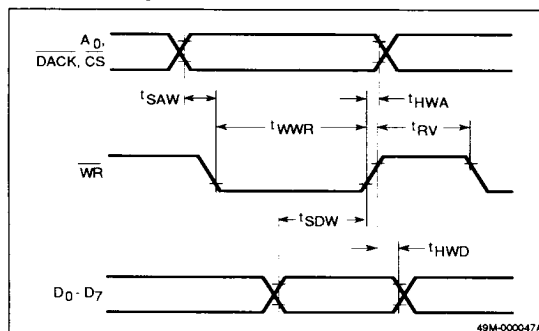 A0,
DACK, CS
tSAW
tHWA
tWWR
tRV
WR
tSDW
tHWD
D0 - D7
49M-000047A